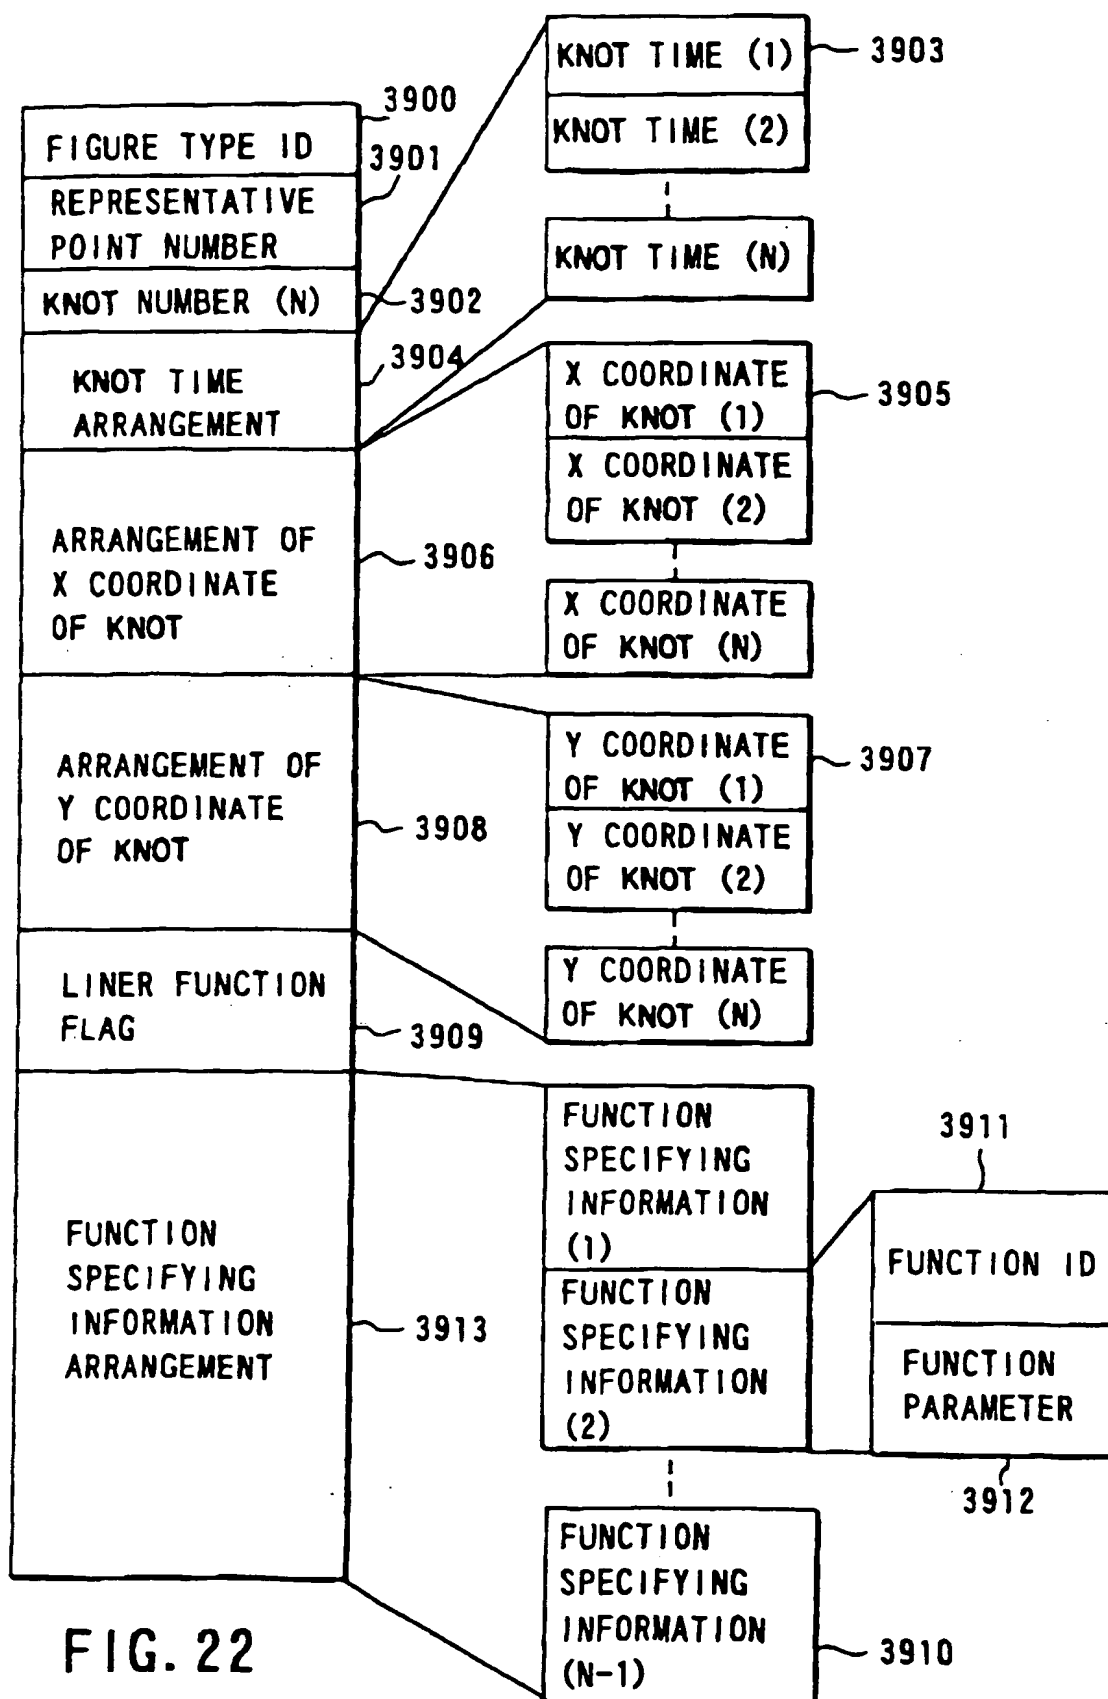 3900
FIGURE TYPE ID
3901
REPRESENTATIVE
POINT NUMBER
KNOT NUMBER (N)
3902
3904
KNOT TIME
ARRANGEMENT
ARRANGEMENT OF
X COORDINATE
OF KNOT
3906
ARRANGEMENT OF
Y COORDINATE
OF KNOT
3908
LINER FUNCTION
FLAG
3909
FUNCTION
SPECIFYING
INFORMATION
ARRANGEMENT
3913
KNOT TIME (1)
3903
KNOT TIME (2)
KNOT TIME (N)
X COORDINATE
OF KNOT (1)
3905
X COORDINATE
OF KNOT (2)
X COORDINATE
OF KNOT (N)
Y COORDINATE
OF KNOT (1)
3907
Y COORDINATE
OF KNOT (2)
Y COORDINATE
OF KNOT (N)
FUNCTION
SPECIFYING
INFORMATION
(1)
FUNCTION
SPECIFYING
INFORMATION
(2)
3911
FUNCTION ID
FUNCTION
PARAMETER
3912
FUNCTION
SPECIFYING
INFORMATION
(N-1)
3910
FIG. 22